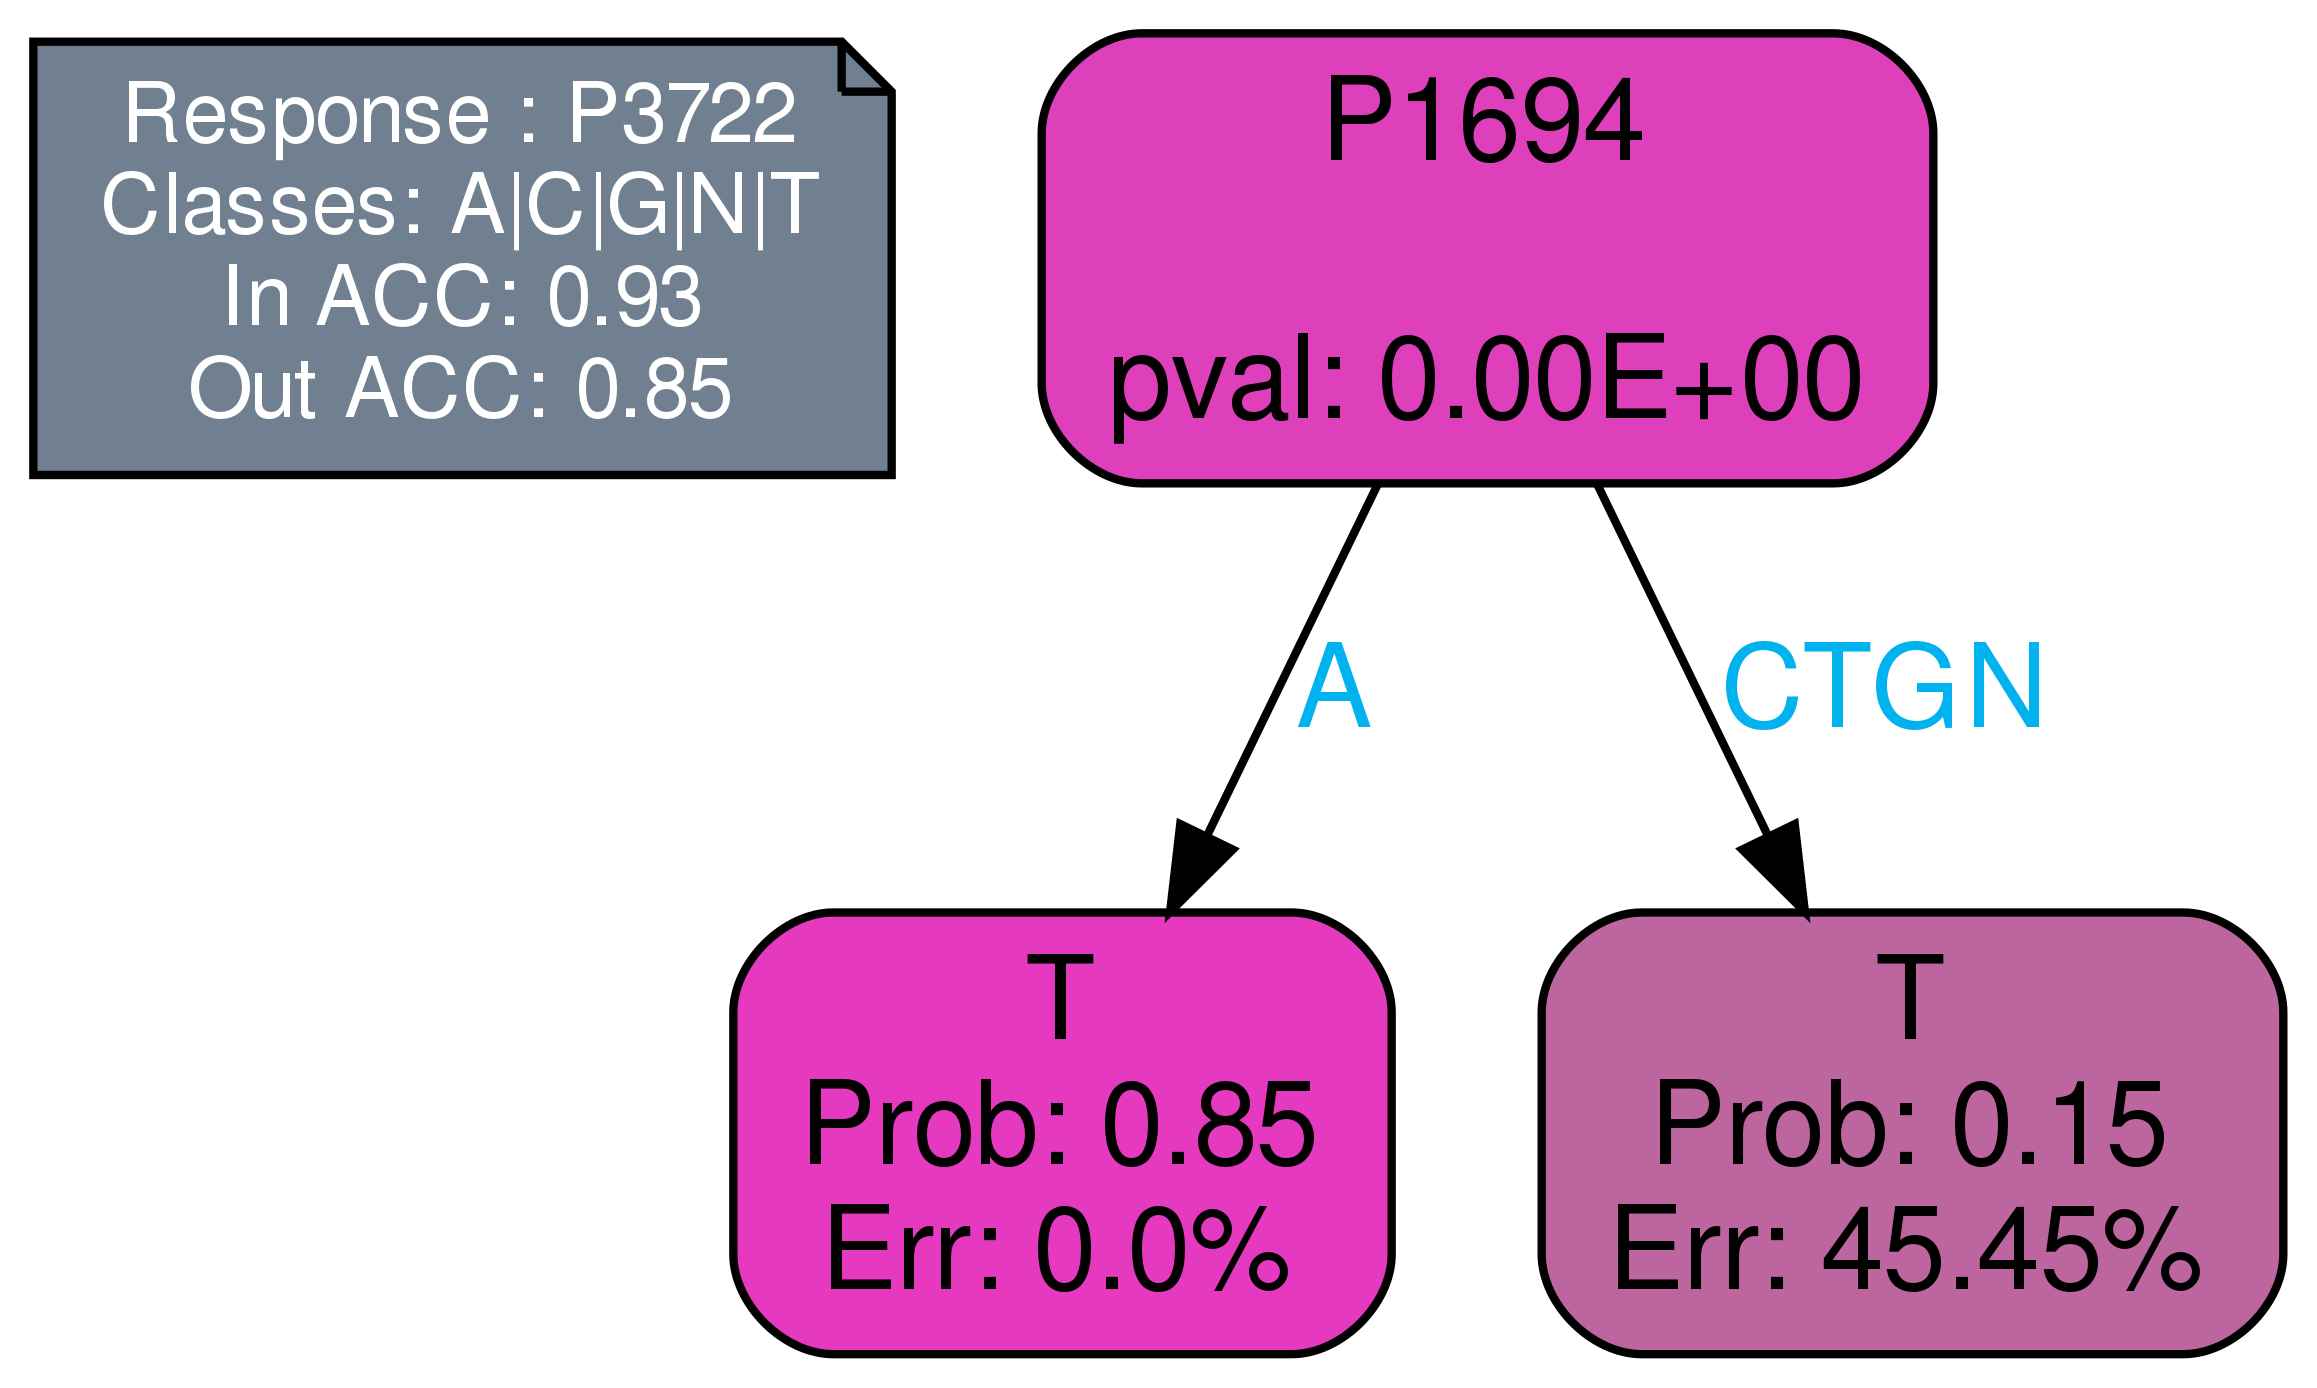 Response : P3722
Classes: A|C|G|N|T
In ACC: 0.93
Out ACC: 0.85
P1694
pval: 0.00E+00
A
CTGN
T
Prob: 0.85
Err: 0.0%
T
Prob: 0.15
Err: 45.45%